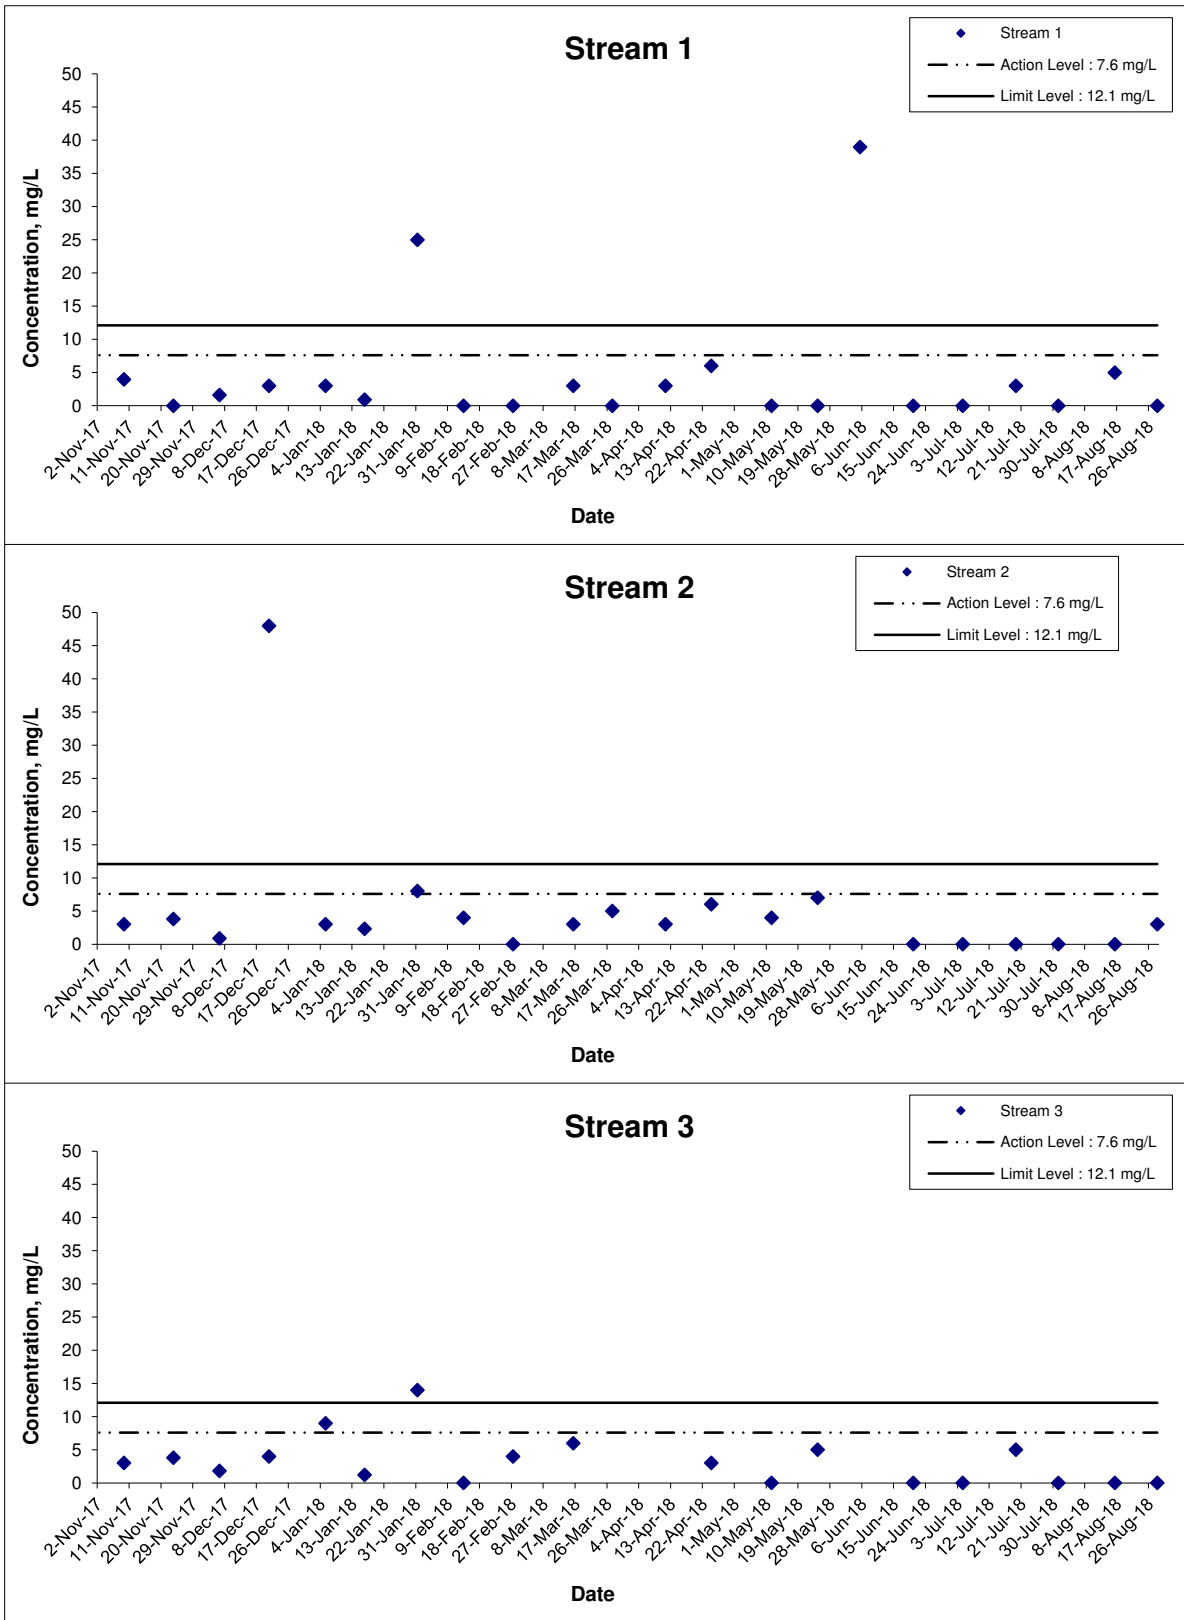 Stream 1
Stream 1
Action Level : 7.6 mg/L
Limit Level : 12.1 mg/L
Concentration, mg/L
50
45
40
35
30
25
20
15
10
5
0
2-Nov-17
11-Nov-17
20-Nov-17
29-Nov-17
8-Dec-17
17-Dec-17
26-Dec-17
4-Jan-18
13-Jan-18
22-Jan-18
31-Jan-18
9-Feb-18
18-Feb-18
27-Feb-18
8-Mar-18
17-Mar-18
26-Mar-18
4-Apr-18
13-Apr-18
22-Apr-18
1-May-18
10-May-18
19-May-18
28-May-18
6-Jun-18
15-Jun-18
24-Jun-18
3-Jul-18
12-Jul-18
21-Jul-18
30-Jul-18
8-Aug-18
17-Aug-18
26-Aug-18
Date
Stream 2
Stream 2
Action Level : 7.6 mg/L
Limit Level : 12.1 mg/L
Concentration, mg/L
50
45
40
35
30
25
20
15
10
5
0
2-Nov-17
11-Nov-17
20-Nov-17
29-Nov-17
8-Dec-17
17-Dec-17
26-Dec-17
4-Jan-18
13-Jan-18
22-Jan-18
31-Jan-18
9-Feb-18
18-Feb-18
27-Feb-18
8-Mar-18
17-Mar-18
26-Mar-18
4-Apr-18
13-Apr-18
22-Apr-18
1-May-18
10-May-18
19-May-18
28-May-18
6-Jun-18
15-Jun-18
24-Jun-18
3-Jul-18
12-Jul-18
21-Jul-18
30-Jul-18
8-Aug-18
17-Aug-18
26-Aug-18
Date
Stream 3
Stream 3
Action Level : 7.6 mg/L
Limit Level : 12.1 mg/L
Concentration, mg/L
50
45
40
35
30
25
20
15
10
5
0
2-Nov-17
11-Nov-17
20-Nov-17
29-Nov-17
8-Dec-17
17-Dec-17
26-Dec-17
4-Jan-18
13-Jan-18
22-Jan-18
31-Jan-18
9-Feb-18
18-Feb-18
27-Feb-18
8-Mar-18
17-Mar-18
26-Mar-18
4-Apr-18
13-Apr-18
22-Apr-18
1-May-18
10-May-18
19-May-18
28-May-18
6-Jun-18
15-Jun-18
24-Jun-18
3-Jul-18
12-Jul-18
21-Jul-18
30-Jul-18
8-Aug-18
17-Aug-18
26-Aug-18
Date